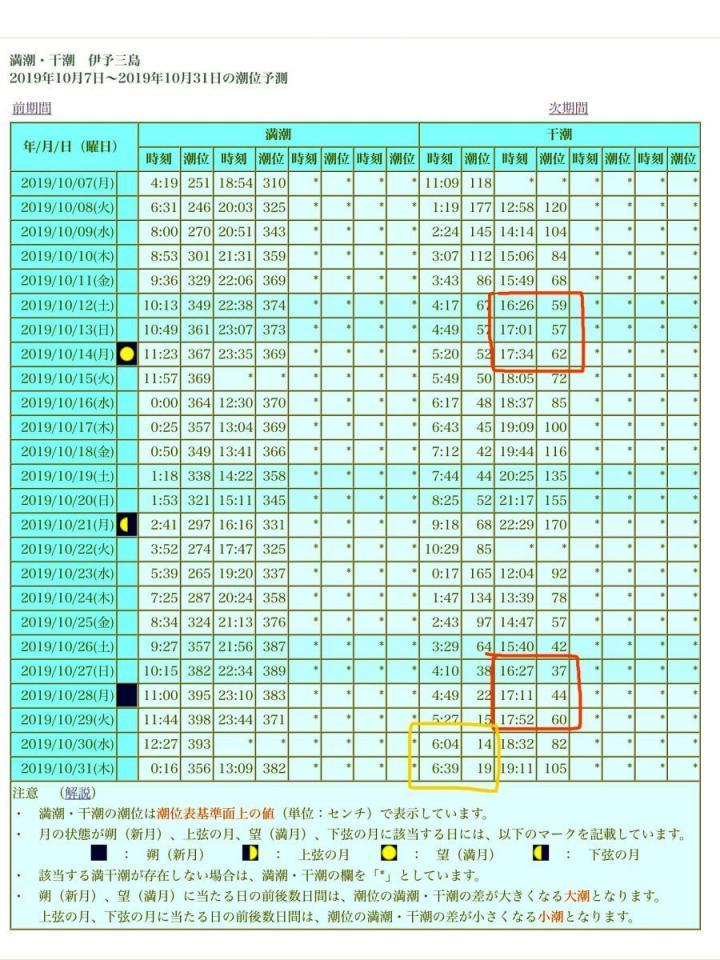 満潮・干潮 伊予三島
2019年10月7日～2019年10月31日の潮位予測
前期間 次期間
年/月/日（曜日） 満潮 干潮
時刻 潮位 時刻 潮位 時刻 潮位 時刻 潮位 時刻 潮位 時刻 潮位 時刻 潮位 時刻 潮位
2019/10/07(月) 4:19 251 18:54 310 * * * * 11:09 118 * * * * * *
2019/10/08(火) 6:31 246 20:03 325 * * * * 1:19 177 12:58 120 * * * *
2019/10/09(水) 8:00 270 20:51 343 * * * * 2:24 145 14:14 104 * * * *
2019/10/10(木) 8:53 301 21:31 359 * * * * 3:07 112 15:06 84 * * * *
2019/10/11(金) 9:36 329 22:06 369 * * * * 3:43 86 15:49 68 * * * *
2019/10/12(土) 10:13 349 22:38 374 * * * * 4:17 67 16:26 59 * * * *
2019/10/13(日) 10:49 361 23:07 373 * * * * 4:49 57 17:01 57 * * * *
2019/10/14(月) 11:23 367 23:35 369 * * * * 5:20 52 17:34 62 * * * *
2019/10/15(火) 11:57 369 * * * * * * 5:49 50 18:05 72 * * * *
2019/10/16(水) 0:00 364 12:30 370 * * * * 6:17 48 18:37 85 * * * *
2019/10/17(木) 0:25 357 13:04 369 * * * * 6:43 45 19:09 100 * * * *
2019/10/18(金) 0:50 349 13:41 366 * * * * 7:12 42 19:44 116 * * * *
2019/10/19(土) 1:18 338 14:22 358 * * * * 7:44 44 20:25 135 * * * *
2019/10/20(日) 1:53 321 15:11 345 * * * * 8:25 52 21:17 155 * * * *
2019/10/21(月) 2:41 297 16:16 331 * * * * 9:18 68 22:29 170 * * * *
2019/10/22(火) 3:52 274 17:47 325 * * * * 10:29 85 * * * * * *
2019/10/23(水) 5:39 265 19:20 337 * * * * 0:17 165 12:04 92 * * * *
2019/10/24(木) 7:25 287 20:24 358 * * * * 1:47 134 13:39 78 * * * *
2019/10/25(金) 8:34 324 21:13 376 * * * * 2:43 97 14:47 57 * * * *
2019/10/26(土) 9:27 357 21:56 387 * * * * 3:29 64 15:40 42 * * * *
2019/10/27(日) 10:15 382 22:34 389 * * * * 4:10 38 16:27 37 * * * *
2019/10/28(月) 11:00 395 23:10 383 * * * * 4:49 22 17:11 44 * * * *
2019/10/29(火) 11:44 398 23:44 371 * * * * 5:27 15 17:52 60 * * * *
2019/10/30(水) 12:27 393 * * * * * * 6:04 14 18:32 82 * * * *
2019/10/31(木) 0:16 356 13:09 382 * * * * 6:39 19 19:11 105 * * * *
注意 （解説）
・ 満潮・干潮の潮位は潮位表基準面上の値（単位：センチ）で表示しています。
・ 月の状態が朔（新月）、上弦の月、望（満月）、下弦の月に該当する日には、以下のマークを記載しています。
： 朔（新月） ： 上弦の月 ： 望（満月） ： 下弦の月
・ 該当する満干潮が存在しない場合は、満潮・干潮の欄を「*」としています。
・ 朔（新月）、望（満月）に当たる日の前後数日間は、潮位の満潮・干潮の差が大きくなる大潮となります。
上弦の月、下弦の月に当たる日の前後数日間は、潮位の満潮・干潮の差が小さくなる小潮となります。